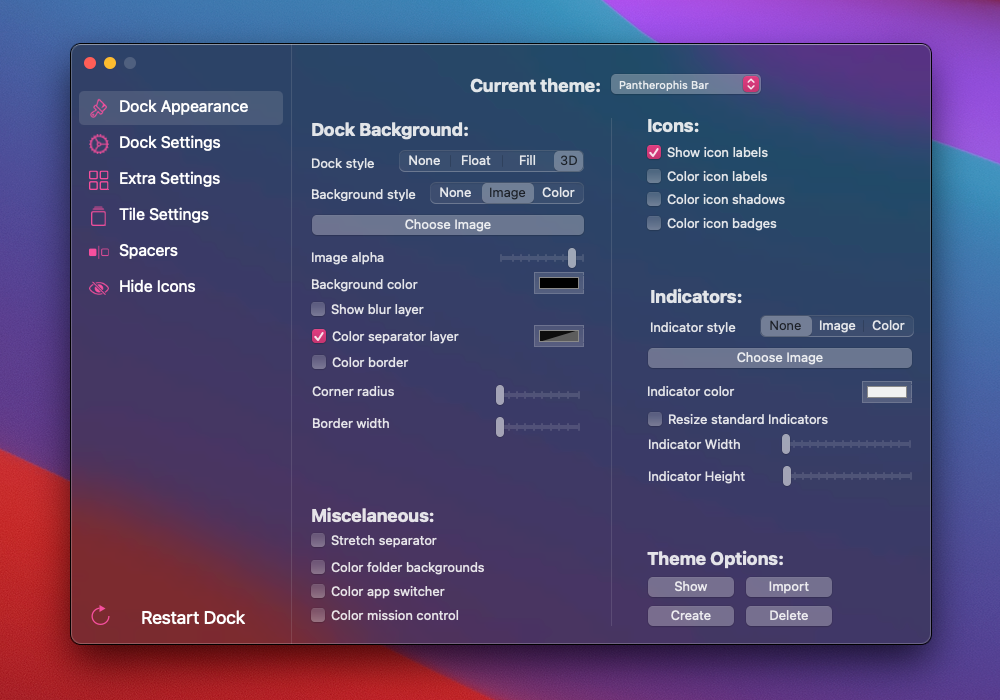 Current theme: Pantherophis Bar
Dock Appearance
Dock Settings
Extra Settings
Tile Settings
Spacers
Hide Icons
Restart Dock
Dock Background:
Dock style None Float Fill 3D
Background style None Image Color
Choose Image
Image alpha
Background color
Show blur layer
Color separator layer
Color border
Corner radius
Border width
Miscelaneous:
Stretch separator
Color folder backgrounds
Color app switcher
Color mission control
Icons:
Show icon labels
Color icon labels
Color icon shadows
Color icon badges
Indicators:
Indicator style None Image Color
Choose Image
Indicator color
Resize standard Indicators
Indicator Width
Indicator Height
Theme Options:
Show Import
Create Delete